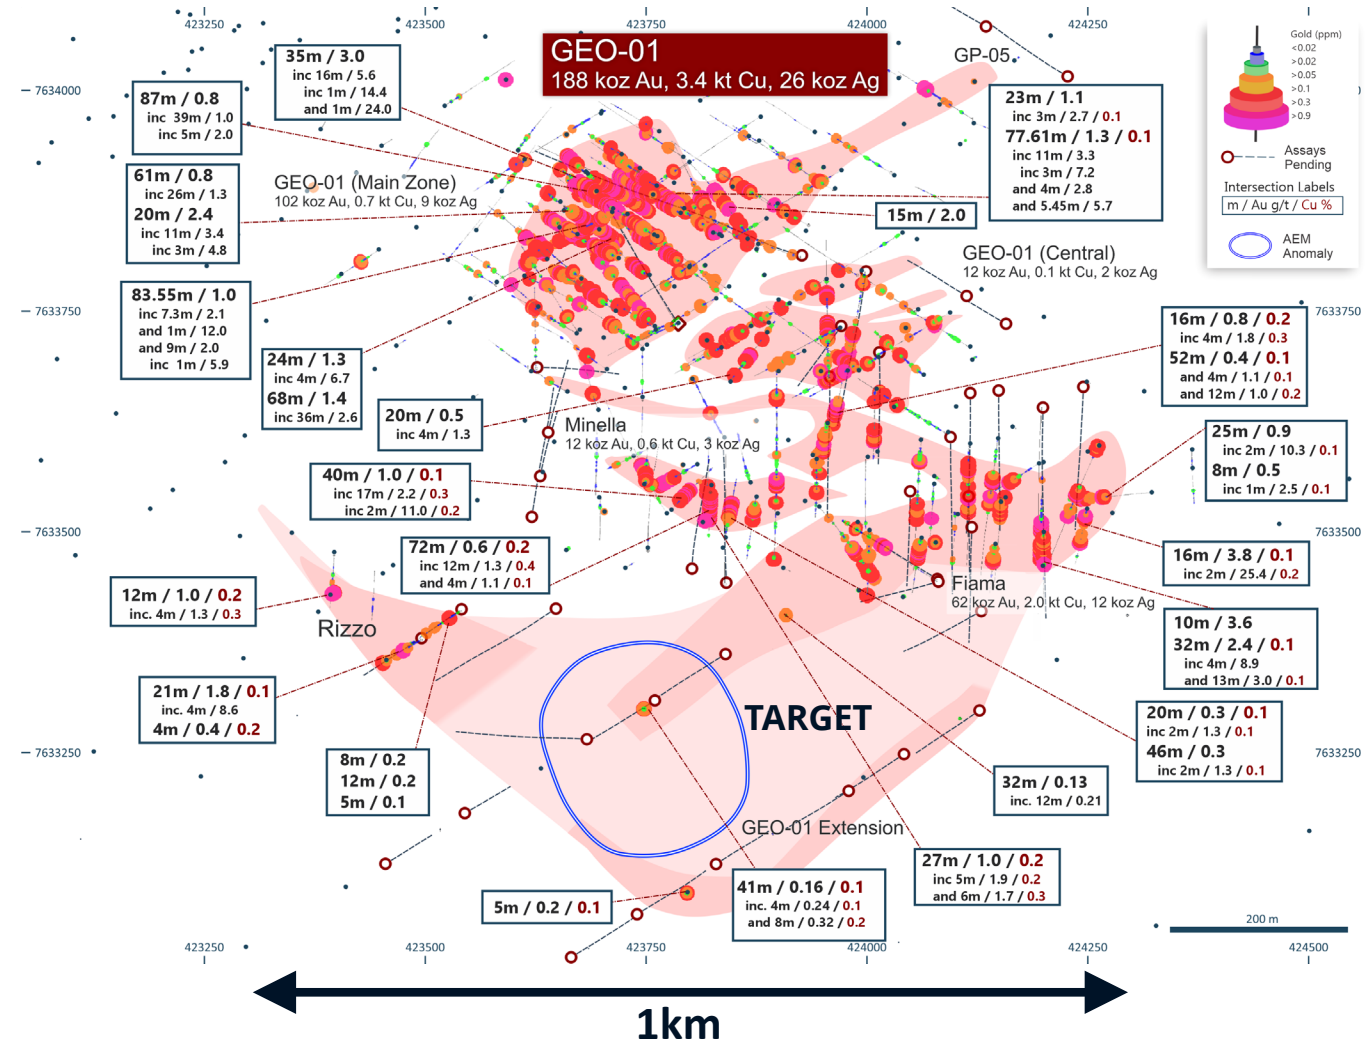 423250
423500
423750
424000
424250
7634000
7633750
7633500
7633250
GEO-01
188 koz Au, 3.4 kt Cu, 26 koz Ag
GP-05
Gold (ppm)
<0.02
>0.02
>0.05
>0.1
>0.3
>0.9
Assays
Pending
Intersection Labels
m / Au g/t / Cu %
AEM
Anomaly
35m / 3.0
inc 16m / 5.6
inc 1m / 14.4
and 1m / 24.0
87m / 0.8
inc 39m / 1.0
inc 5m / 2.0
61m / 0.8
inc 26m / 1.3
20m / 2.4
inc 11m / 3.4
inc 3m / 4.8
GEO-01 (Main Zone)
102 koz Au, 0.7 kt Cu, 9 koz Ag
23m / 1.1
inc 3m / 2.7 / 0.1
77.61m / 1.3 / 0.1
inc 11m / 3.3
inc 3m / 7.2
and 4m / 2.8
and 5.45m / 5.7
15m / 2.0
GEO-01 (Central)
12 koz Au, 0.1 kt Cu, 2 koz Ag
83.55m / 1.0
inc 7.3m / 2.1
and 1m / 12.0
and 9m / 2.0
inc 1m / 5.9
24m / 1.3
inc 4m / 6.7
68m / 1.4
inc 36m / 2.6
20m / 0.5
inc 4m / 1.3
Minella
12 koz Au, 0.6 kt Cu, 3 koz Ag
16m / 0.8 / 0.2
inc 4m / 1.8 / 0.3
52m / 0.4 / 0.1
and 4m / 1.1 / 0.1
and 12m / 1.0 / 0.2
7633750
25m / 0.9
inc 2m / 10.3 / 0.1
8m / 0.5
inc 1m / 2.5 / 0.1
40m / 1.0 / 0.1
inc 17m / 2.2 / 0.3
inc 2m / 11.0 / 0.2
72m / 0.6 / 0.2
inc 12m / 1.3 / 0.4
and 4m / 1.1 / 0.1
7633500
16m / 3.8 / 0.1
inc 2m / 25.4 / 0.2
12m / 1.0 / 0.2
inc. 4m / 1.3 / 0.3
Rizzo
Fiama
62 koz Au, 2.0 kt Cu, 12 koz Ag
10m / 3.6
32m / 2.4 / 0.1
inc 4m / 8.9
and 13m / 3.0 / 0.1
21m / 1.8 / 0.1
inc. 4m / 8.6
4m / 0.4 / 0.2
TARGET
20m / 0.3 / 0.1
inc 2m / 1.3 / 0.1
46m / 0.3
inc 2m / 1.3 / 0.1
7633250
8m / 0.2
12m / 0.2
5m / 0.1
32m / 0.13
inc. 12m / 0.21
GEO-01 Extension
27m / 1.0 / 0.2
inc 5m / 1.9 / 0.2
and 6m / 1.7 / 0.3
41m / 0.16 / 0.1
inc. 4m / 0.24 / 0.1
and 8m / 0.32 / 0.2
5m / 0.2 / 0.1
200 m
423250
423500
423750
424000
424250
424500
1km